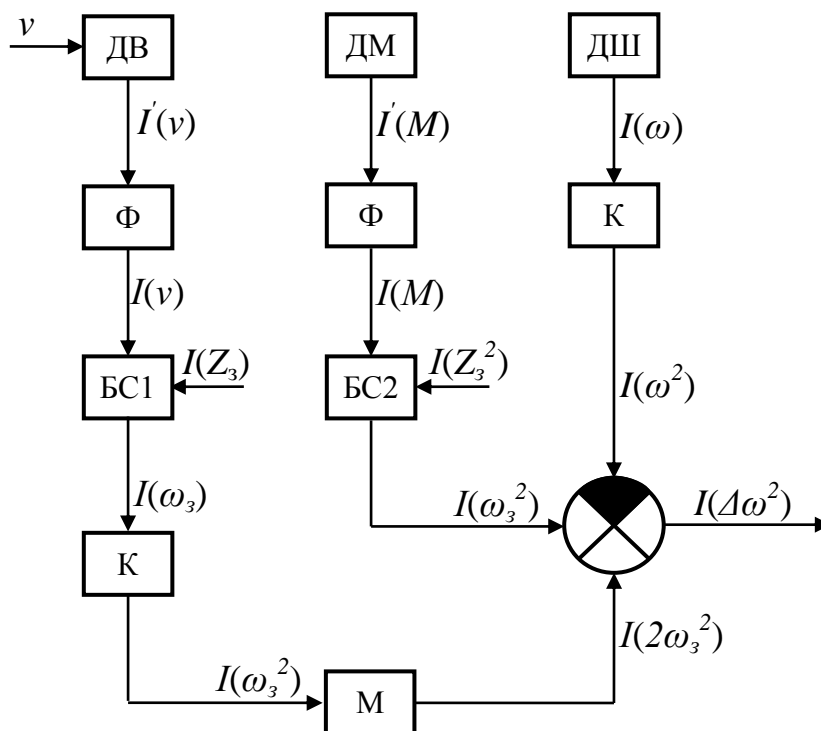 v
ДВ
ДМ
ДШ
I′(v)
I′(M)
I(ω)
Ф
Ф
К
I(v)
I(M)
I(ω²)
БС1
I(Zз)
БС2
I(Zз²)
I(ωз)
I(ωз²)
I(Δω²)
К
I(2ωз²)
I(ωз²)
М